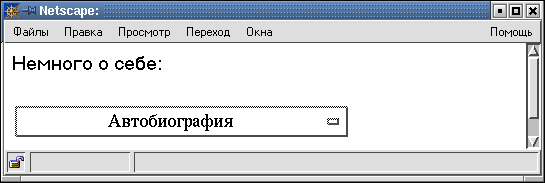 Netscape:
Файлы Правка Просмотр Переход Окна Помощь
Немного о себе:
Автобиография